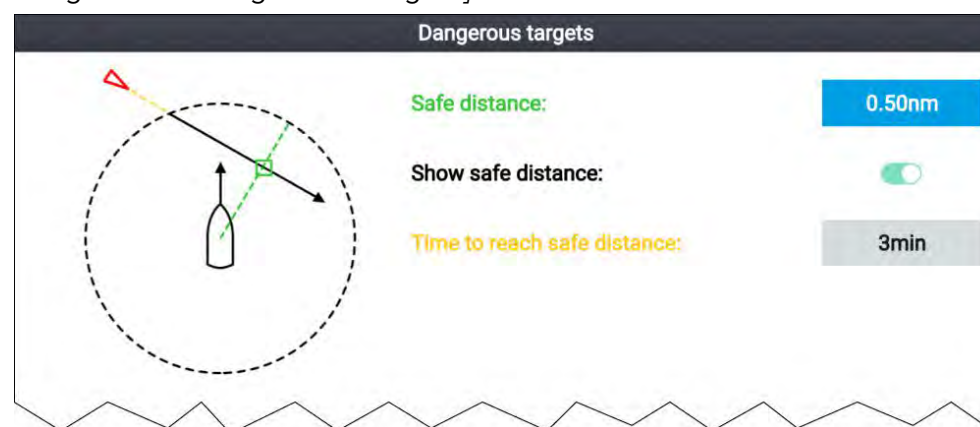 Dangerous targets
Safe distance:
0.50nm
Show safe distance:
Time to reach safe distance:
3min